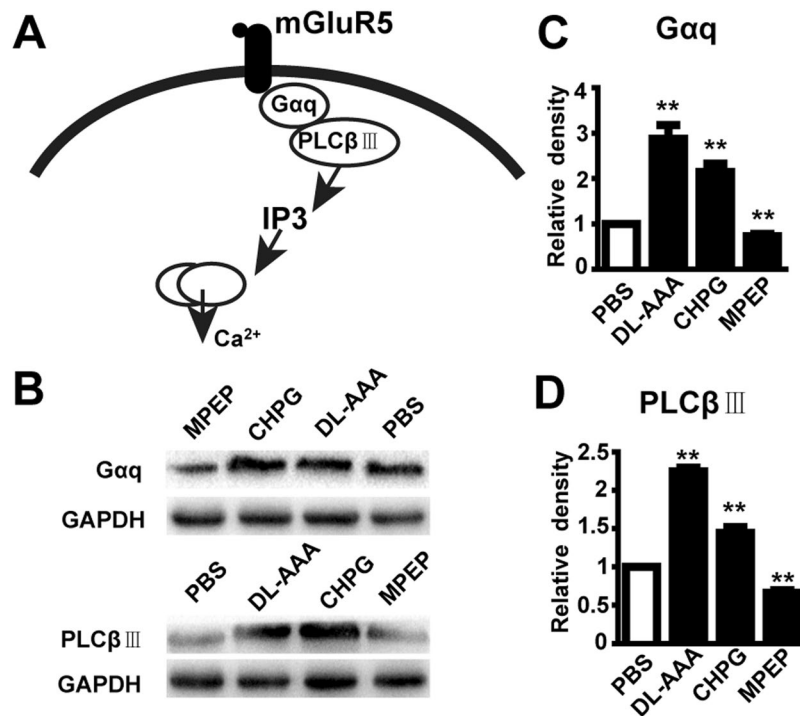 A
mGluR5
Gαq
PLCβⅢ
IP3
Ca²⁺
B
MPEP CHPG DL-AAA PBS
Gαq
GAPDH
PBS DL-AAA CHPG MPEP
PLCβⅢ
GAPDH
C
Gαq
Relative density
4
3
2
1
0
**
**
**
PBS DL-AAA CHPG MPEP
D
PLCβⅢ
Relative density
2.5
2
1.5
1
0.5
0
**
**
**
PBS DL-AAA CHPG MPEP